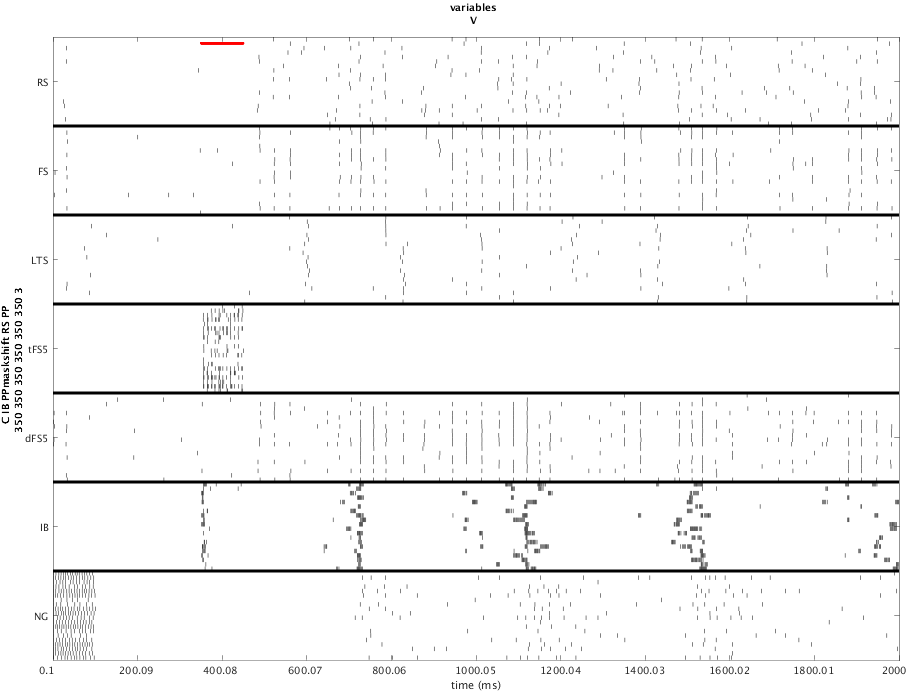 variables
V
RS
FS
LTS
tFS5
dFS5
IB
NG
C IB PPmaskshift RS PP
350 350 350 350 350 3
0.1 200.09 400.08 600.07 800.06 1000.05 1200.04 1400.03 1600.02 1800.01 2000
time (ms)